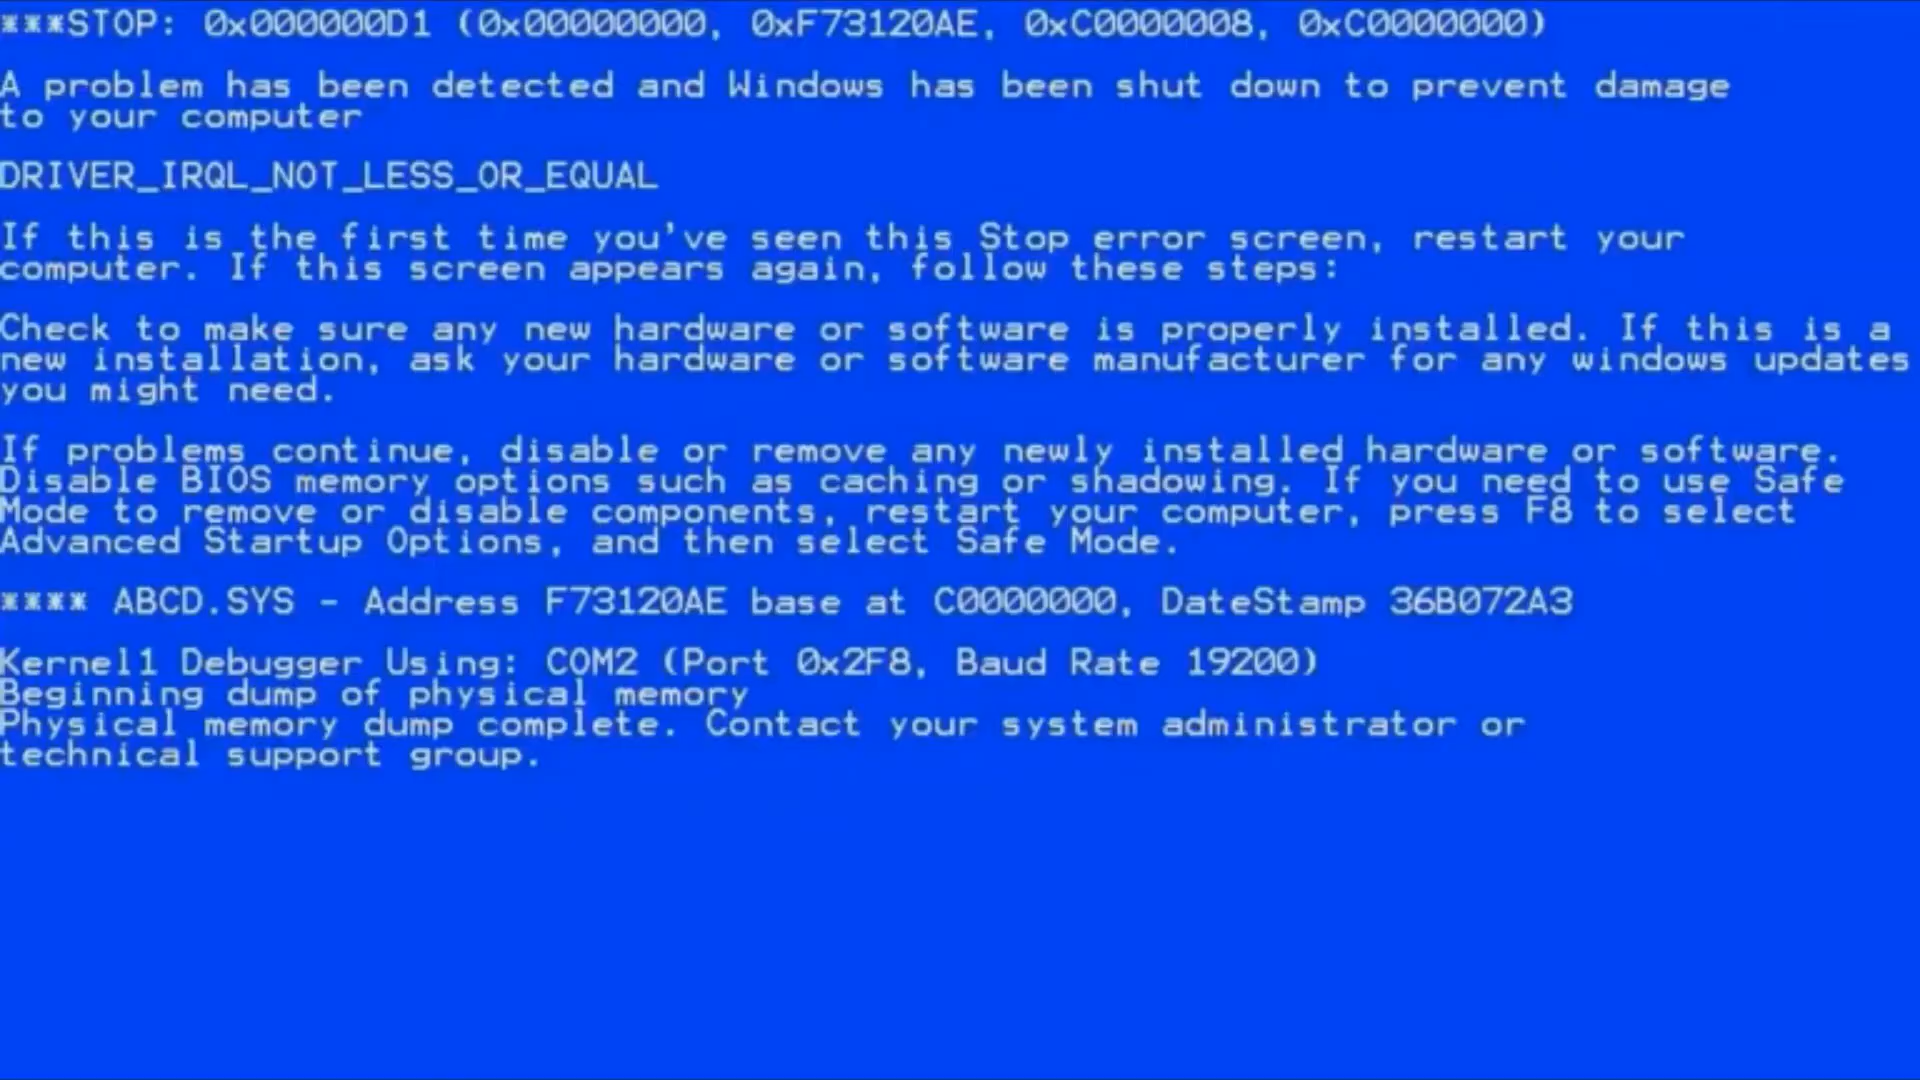 ***STOP: 0x000000D1 (0x00000000, 0xF73120AE, 0xC0000008, 0xC0000000)
A problem has been detected and Windows has been shut down to prevent damage
to your computer
DRIVER_IRQL_NOT_LESS_OR_EQUAL
If this is the first time you've seen this Stop error screen, restart your
computer. If this screen appears again, follow these steps:
Check to make sure any new hardware or software is properly installed. If this is a
new installation, ask your hardware or software manufacturer for any windows updates
you might need.
If problems continue, disable or remove any newly installed hardware or software.
Disable BIOS memory options such as caching or shadowing. If you need to use Safe
Mode to remove or disable components, restart your computer, press F8 to select
Advanced Startup Options, and then select Safe Mode.
**** ABCD.SYS - Address F73120AE base at C0000000, DateStamp 36B072A3
Kernel1 Debugger Using: COM2 (Port 0x2F8, Baud Rate 19200)
Beginning dump of physical memory
Physical memory dump complete. Contact your system administrator or
technical support group.